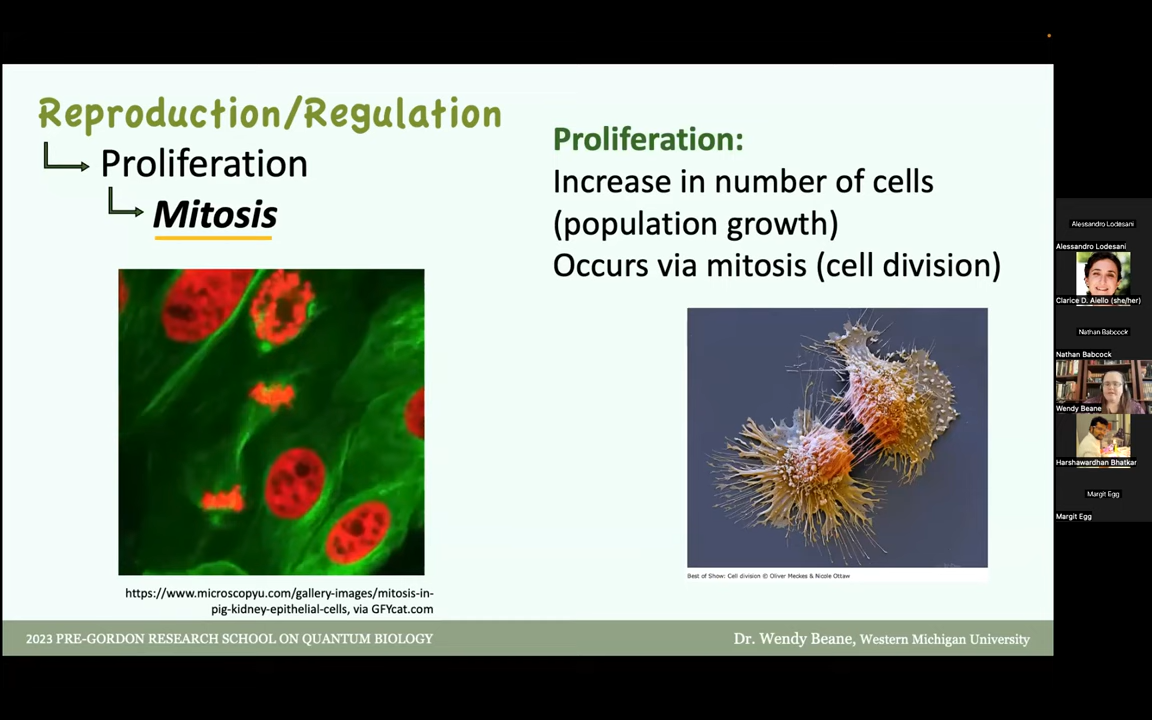 Reproduction/Regulation
Proliferation
Mitosis
https://www.microscopyu.com/gallery-images/mitosis-in-
pig-kidney-epithelial-cells, via GFYcat.com
Proliferation:
Increase in number of cells
(population growth)
Occurs via mitosis (cell division)
Best of Show: Cell division © Oliver Meckes & Nicole Ottaw
2023 PRE-GORDON RESEARCH SCHOOL ON QUANTUM BIOLOGY
Dr. Wendy Beane, Western Michigan University
Alessandro Lodesani
Alessandro Lodesani
Clarice D. Aiello (she/her)
Nathan Babcock
Nathan Babcock
Wendy Beane
Harshawardhan Bhatkar
Margit Egg
Margit Egg